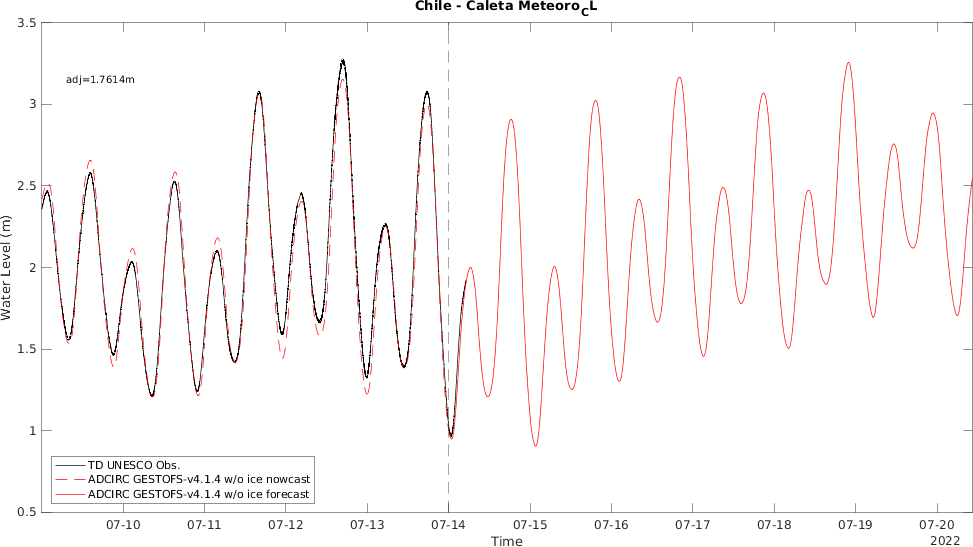 Chile - Caleta Meteoro_CL
3.5
3
2.5
2
1.5
1
0.5
Water Level (m)
adj=1.7614m
TD UNESCO Obs.
ADCIRC GESTOFS-v4.1.4 w/o ice nowcast
ADCIRC GESTOFS-v4.1.4 w/o ice forecast
07-10 07-11 07-12 07-13 07-14 07-15 07-16 07-17 07-18 07-19 07-20
Time
2022